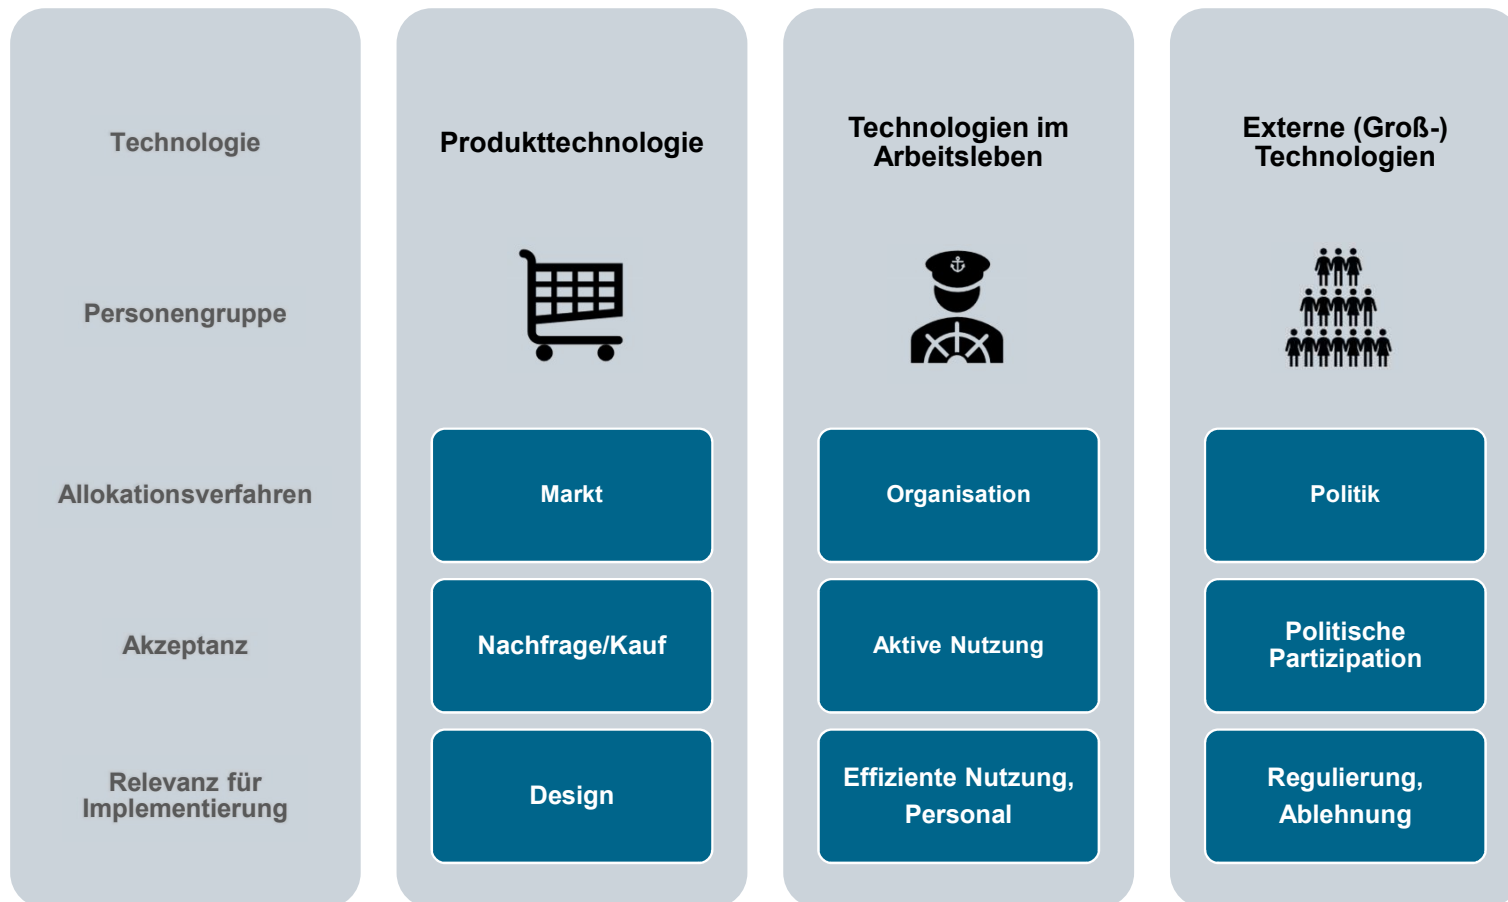 Technologie
Produkttechnologie
Technologien im
Arbeitsleben
Externe (Groß-)
Technologien
Personengruppe
Allokationsverfahren
Markt
Organisation
Politik
Akzeptanz
Nachfrage/Kauf
Aktive Nutzung
Politische
Partizipation
Relevanz für
Implementierung
Design
Effiziente Nutzung,
Personal
Regulierung,
Ablehnung